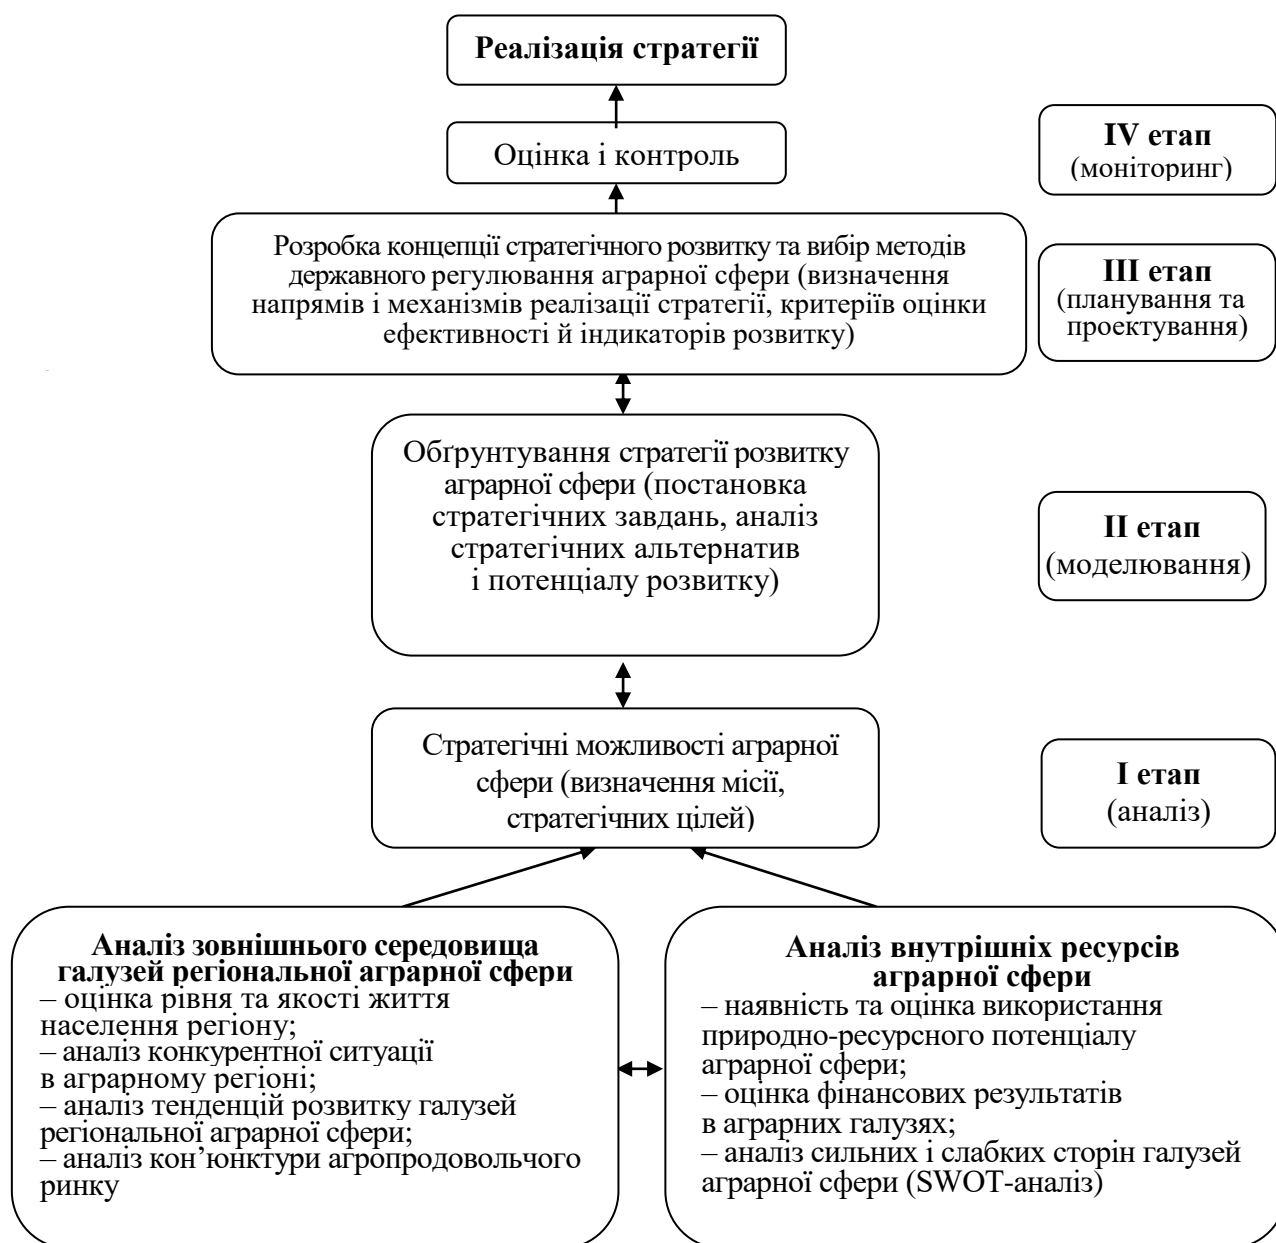 Реалізація стратегії
Оцінка і контроль
IV етап
(моніторинг)
Розробка концепції стратегічного розвитку та вибір методів
державного регулювання аграрної сфери (визначення
напрямів і механізмів реалізації стратегії, критеріїв оцінки
ефективності й індикаторів розвитку)
III етап
(планування та
проектування)
Обґрунтування стратегії розвитку
аграрної сфери (постановка
стратегічних завдань, аналіз
стратегічних альтернатив
і потенціалу розвитку)
II етап
(моделювання)
Стратегічні можливості аграрної
сфери (визначення місії,
стратегічних цілей)
I етап
(аналіз)
Аналіз зовнішнього середовища
галузей регіональної аграрної сфери
– оцінка рівня та якості життя
населення регіону;
– аналіз конкурентної ситуації
в аграрному регіоні;
– аналіз тенденцій розвитку галузей
регіональної аграрної сфери;
– аналіз кон’юнктури агропродовольчого
ринку
Аналіз внутрішніх ресурсів
аграрної сфери
– наявність та оцінка використання
природно-ресурсного потенціалу
аграрної сфери;
– оцінка фінансових результатів
в аграрних галузях;
– аналіз сильних і слабких сторін галузей
аграрної сфери (SWOT-аналіз)